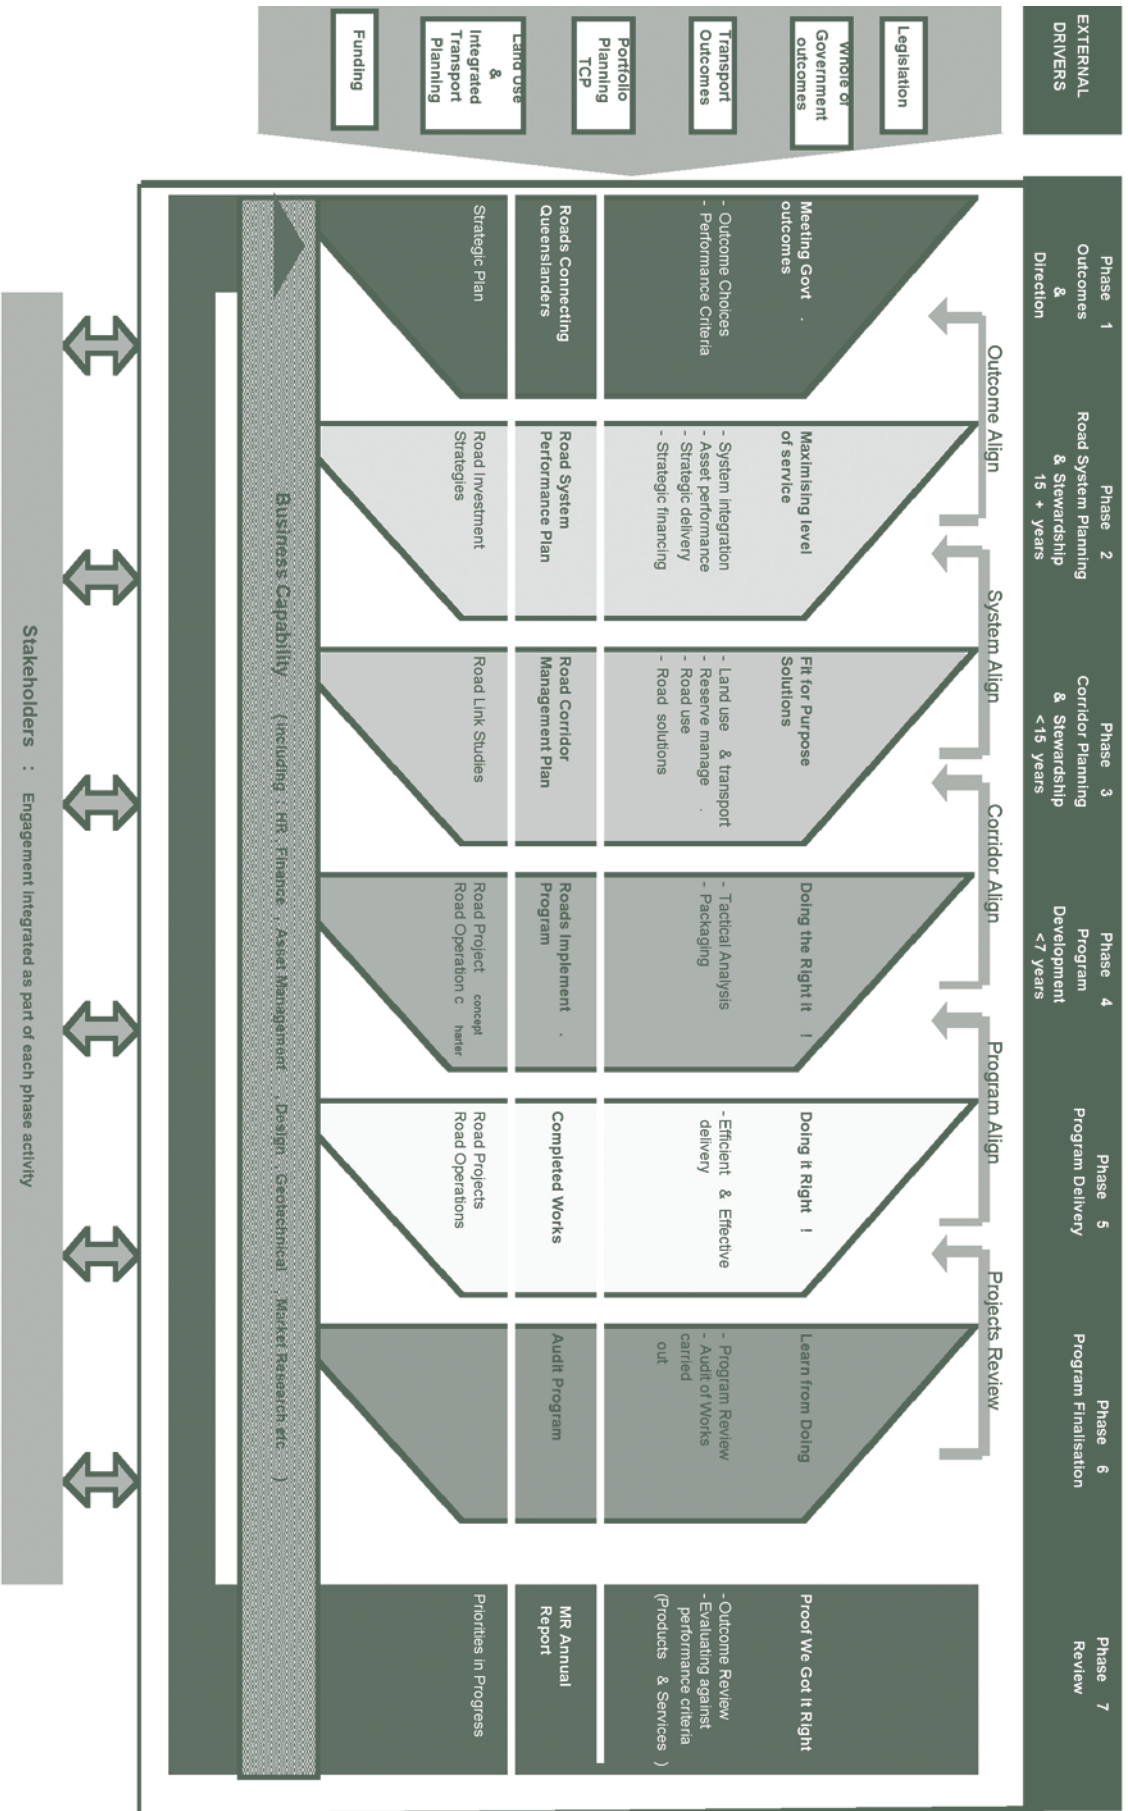 EXTERNAL
DRIVERS
Legislation
Whole of
Government
outcomes
Transport
Outcomes
Portfolio
Planning
TCP
Land Use
&
Integrated
Transport
Planning
Funding
Phase 1
Outcomes
&
Direction
Phase 2
Road System Planning
& Stewardship
15 + years
Phase 3
Corridor Planning
& Stewardship
<15 years
Phase 4
Program
Development
<7 years
Phase 5
Program Delivery
Phase 6
Program Finalisation
Phase 7
Review
Outcome Align
System Align
Corridor Align
Program Align
Projects Review
Meeting Govt .
outcomes
- Outcome Choices
- Performance Criteria
Roads Connecting
Queenslanders
Strategic Plan
Maximising level
of service
- System integration
- Asset performance
- Strategic delivery
- Strategic financing
Road System
Performance Plan
Road Investment
Strategies
Fit for Purpose
Solutions
- Land use & transport
- Reserve manage .
- Road use
- Road solutions
Road Corridor
Management Plan
Road Link Studies
Doing the Right it !
- Tactical Analysis
- Packaging
Roads Implement .
Program
Road Project concept
Road Operation c harter
Doing it Right !
- Efficient & Effective
delivery
Completed Works
Road Projects
Road Operations
Learn from Doing
- Program Review
- Audit of Works
carried
out
Audit Program
Proof We Got It Right
- Outcome Review
- Evaluating against
performance criteria
(Products & Services )
MR Annual
Report
Priorities in Progress
Business Capability (including : HR , Finance , Asset Management , Design , Geotechnical , Market Research etc )
Stakeholders : Engagement integrated as part of each phase activity